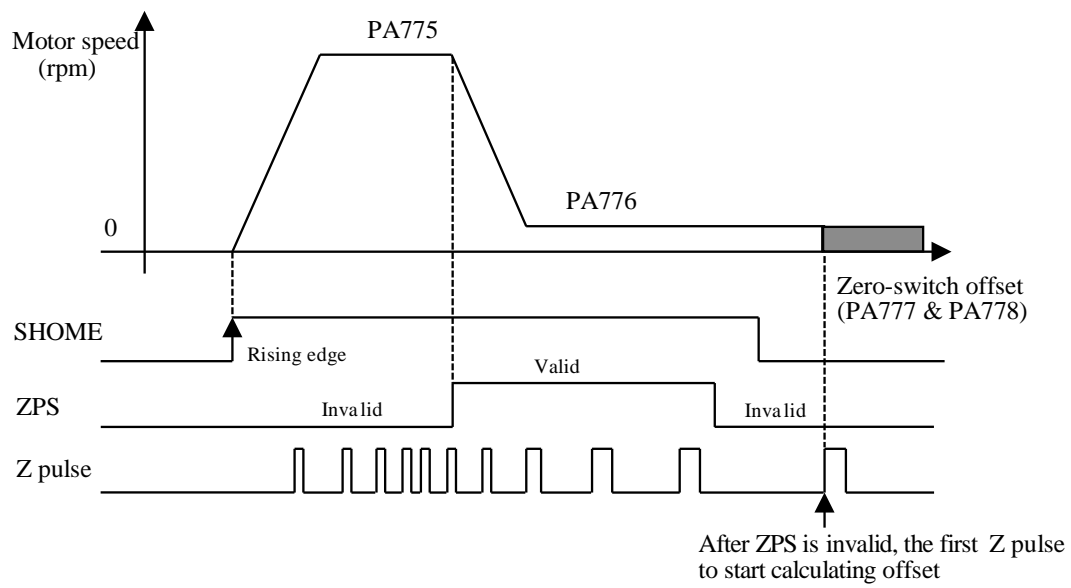 PA775
Motor speed
(rpm)
PA776
0
Zero-switch offset
(PA777 & PA778)
SHOME
Rising edge
Valid
ZPS
Invalid
Invalid
Z pulse
After ZPS is invalid, the first Z pulse
to start calculating offset